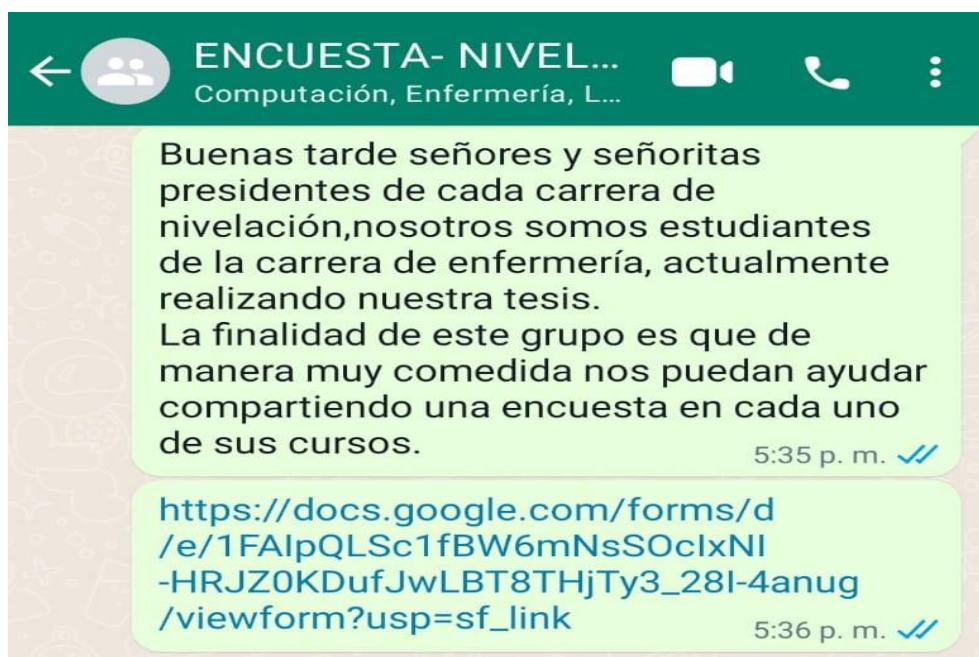 ENCUESTA- NIVEL...
Computación, Enfermería, L...
Buenas tarde señores y señoritas
presidentes de cada carrera de
nivelación,nosotros somos estudiantes
de la carrera de enfermería, actualmente
realizando nuestra tesis.
La finalidad de este grupo es que de
manera muy comedida nos puedan ayudar
compartiendo una encuesta en cada uno
de sus cursos.
5:35 p. m.
https://docs.google.com/forms/d
/e/1FAIpQLSc1fBW6mNsSOclxNI
-HRJZ0KDufJwLBT8THjTy3_28I-4anug
/viewform?usp=sf_link
5:36 p. m.